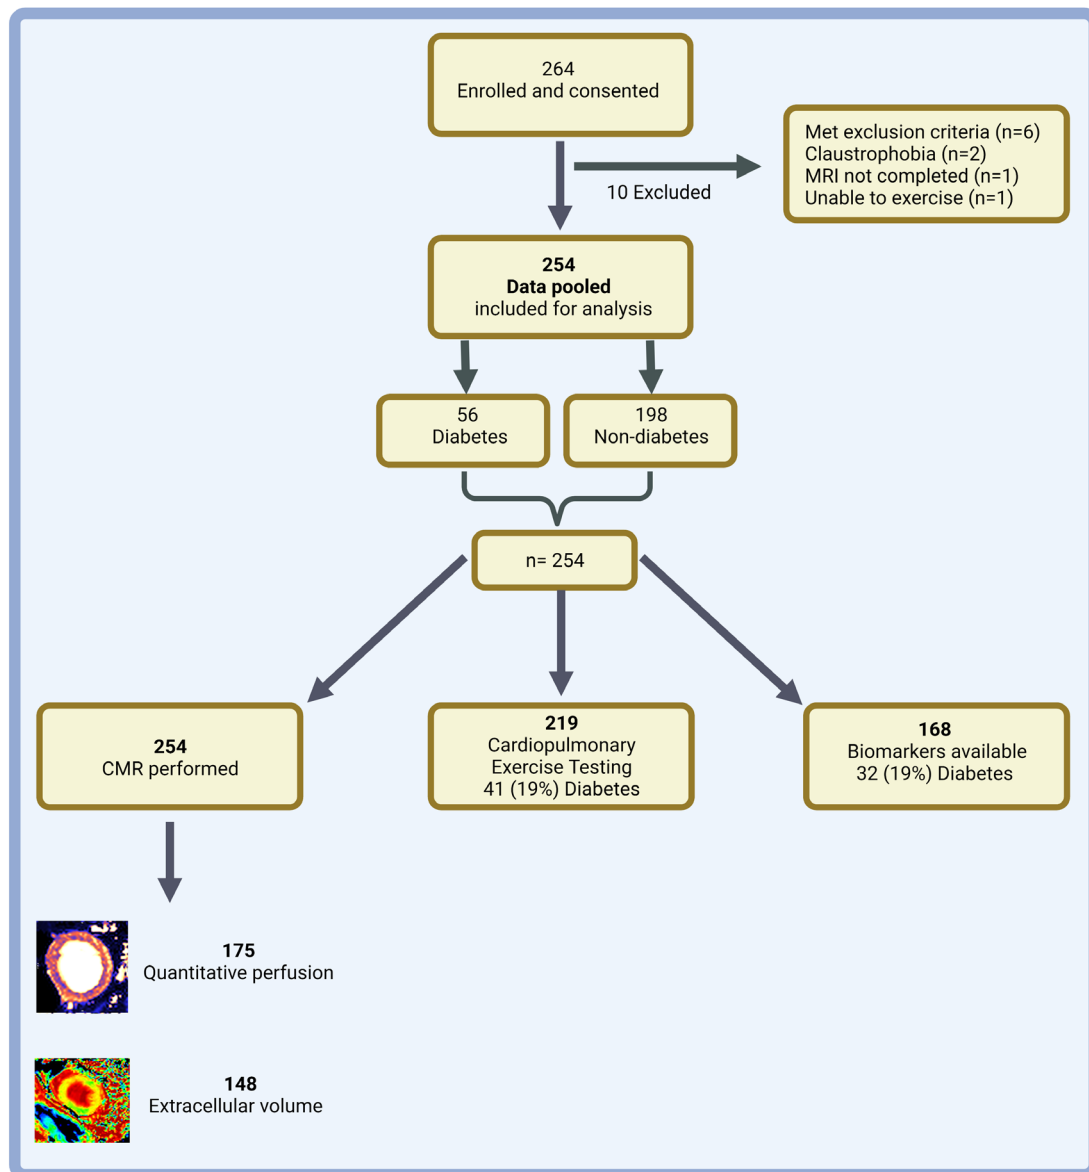 264
Enrolled and consented
Met exclusion criteria (n=6)
Claustrophobia (n=2)
MRI not completed (n=1)
Unable to exercise (n=1)
10 Excluded
254
Data pooled
included for analysis
56
Diabetes
198
Non-diabetes
n= 254
254
CMR performed
219
Cardiopulmonary
Exercise Testing
41 (19%) Diabetes
168
Biomarkers available
32 (19%) Diabetes
175
Quantitative perfusion
148
Extracellular volume